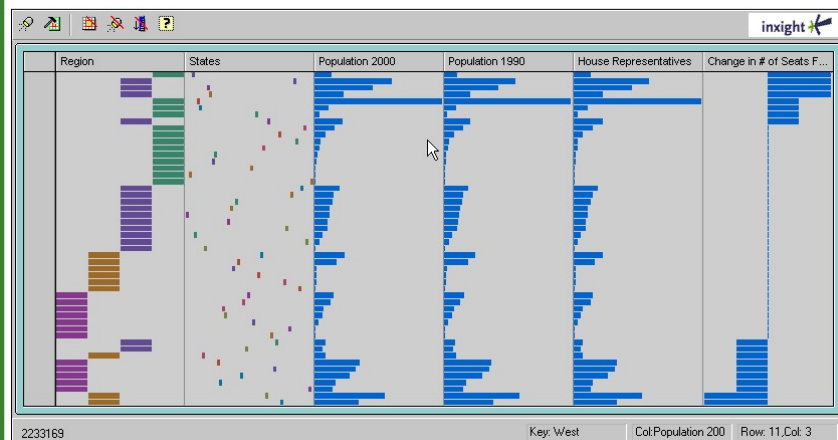 inxight
Region States Population 2000 Population 1990 House Representatives Change in # of Seats F...
2233169 Key: West Col:Population 200 Row: 11,Col: 3